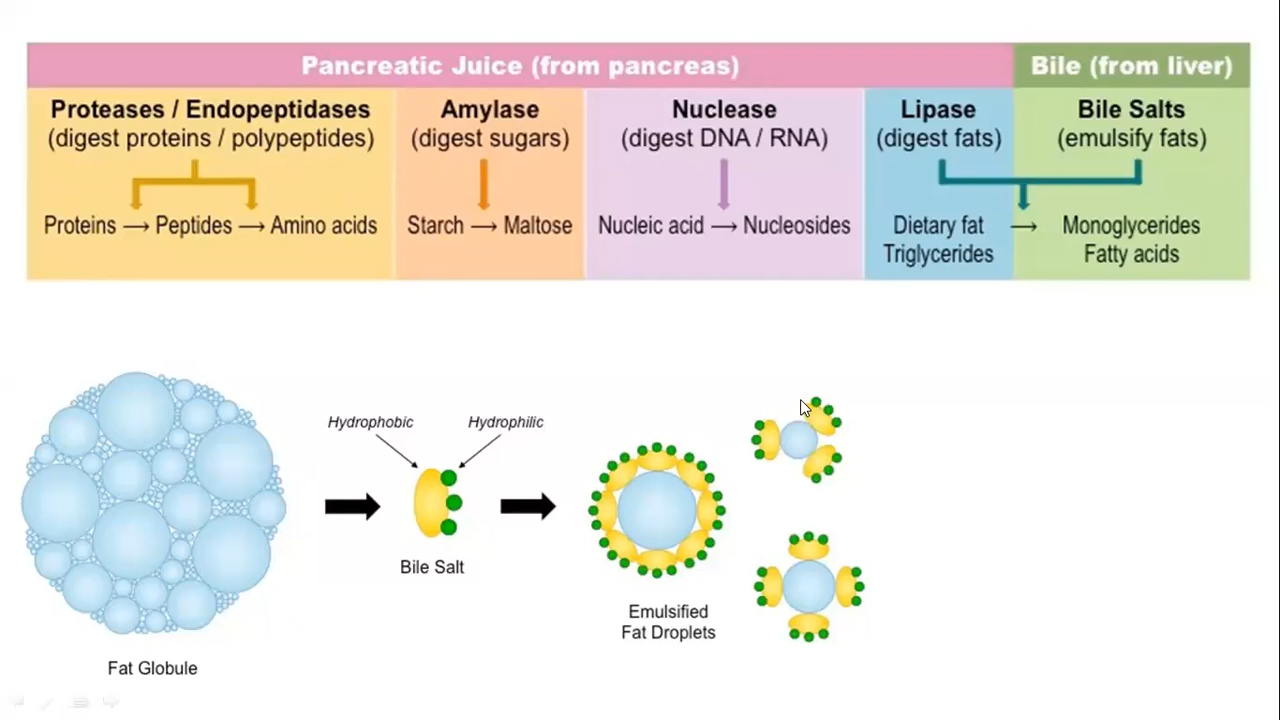 Pancreatic Juice (from pancreas)
Bile (from liver)
Proteases / Endopeptidases
(digest proteins / polypeptides)
Proteins → Peptides → Amino acids
Amylase
(digest sugars)
Starch → Maltose
Nuclease
(digest DNA / RNA)
Nucleic acid → Nucleosides
Lipase
(digest fats)
Bile Salts
(emulsify fats)
Dietary fat → Monoglycerides
Triglycerides Fatty acids
Hydrophobic
Hydrophilic
Bile Salt
Emulsified
Fat Droplets
Fat Globule